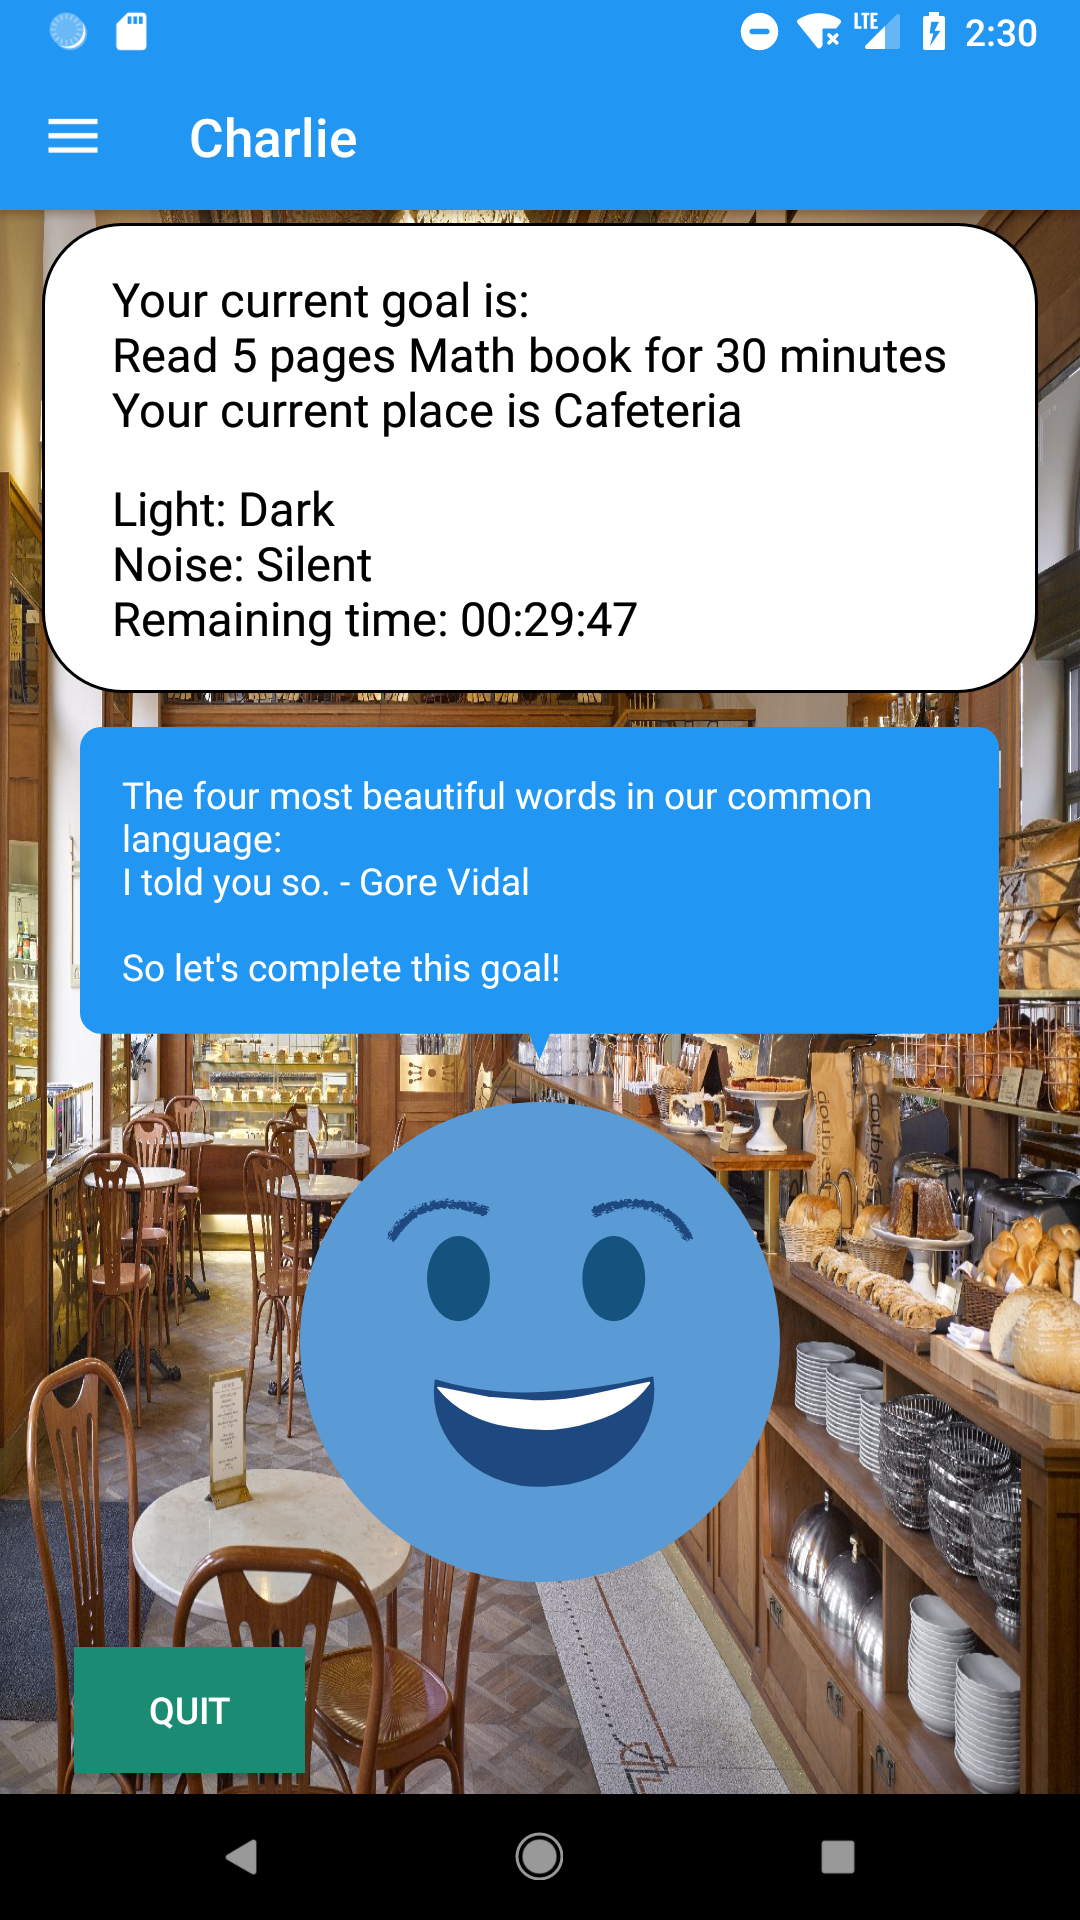 LTE 2:30
Charlie
Your current goal is:
Read 5 pages Math book for 30 minutes
Your current place is Cafeteria
Light: Dark
Noise: Silent
Remaining time: 00:29:47
The four most beautiful words in our common
language:
I told you so. - Gore Vidal
So let's complete this goal!
QUIT